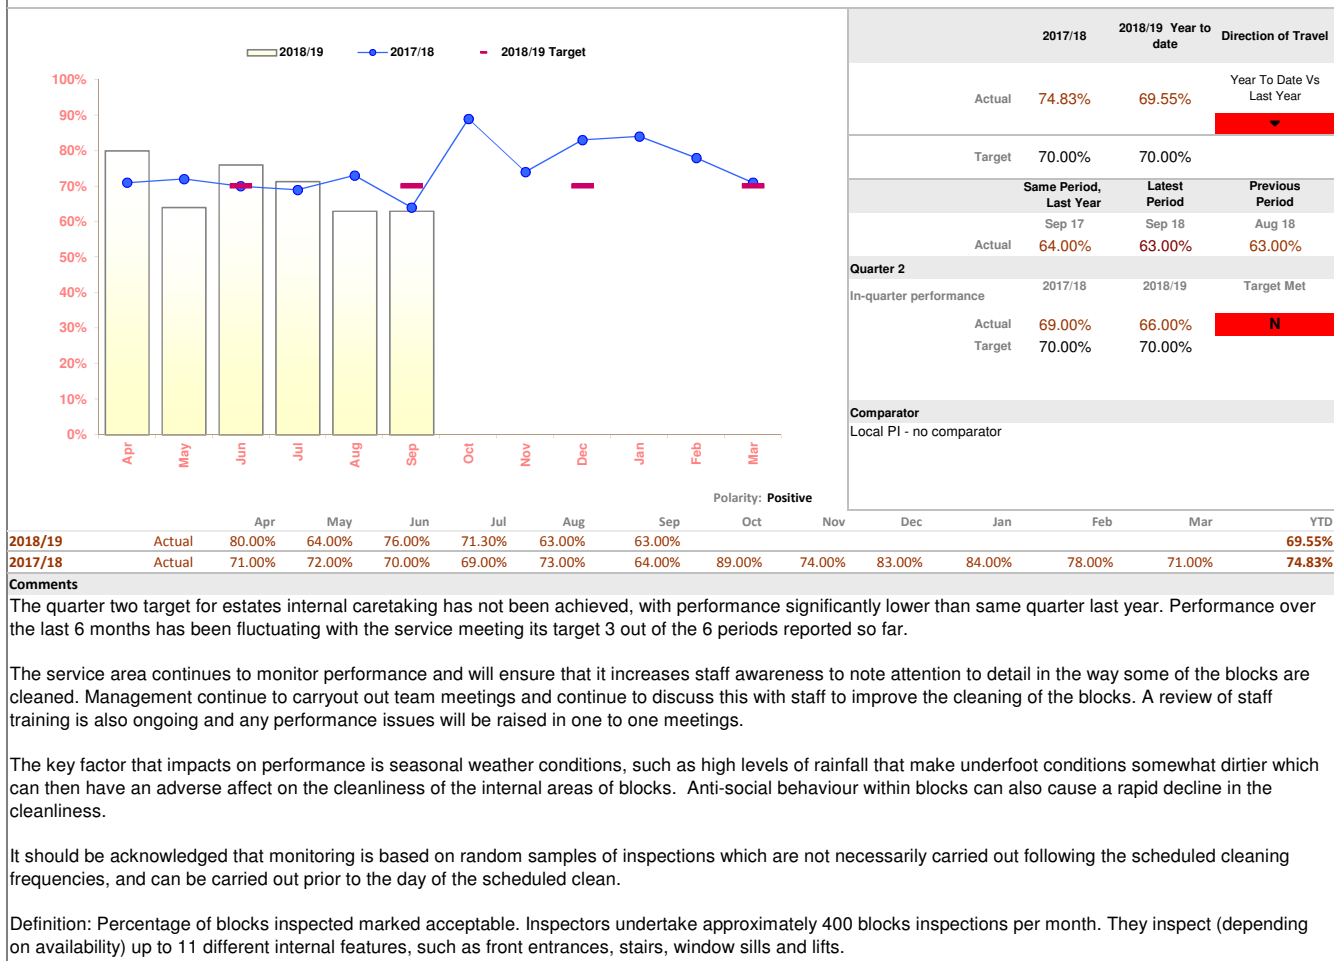 2018/19 2017/18 2018/19 Target
100%
90%
80%
70%
60%
50%
40%
30%
20%
10%
0%
Apr May Jun Jul Aug Sep Oct Nov Dec Jan Feb Mar
Polarity: Positive
2017/18 2018/19 Year to date Direction of Travel
Year To Date Vs Last Year
Actual 74.83% 69.55%
Target 70.00% 70.00%
Same Period, Last Year Latest Period Previous Period
Sep 17 Sep 18 Aug 18
Actual 64.00% 63.00% 63.00%
Quarter 2
In-quarter performance 2017/18 2018/19 Target Met
Actual 69.00% 66.00% N
Target 70.00% 70.00%
Comparator
Local PI - no comparator
Apr May Jun Jul Aug Sep Oct Nov Dec Jan Feb Mar YTD
2018/19 Actual 80.00% 64.00% 76.00% 71.30% 63.00% 63.00% 69.55%
2017/18 Actual 71.00% 72.00% 70.00% 69.00% 73.00% 64.00% 89.00% 74.00% 83.00% 84.00% 78.00% 71.00% 74.83%
Comments
The quarter two target for estates internal caretaking has not been achieved, with performance significantly lower than same quarter last year. Performance over
the last 6 months has been fluctuating with the service meeting its target 3 out of the 6 periods reported so far.
The service area continues to monitor performance and will ensure that it increases staff awareness to note attention to detail in the way some of the blocks are
cleaned. Management continue to carryout out team meetings and continue to discuss this with staff to improve the cleaning of the blocks. A review of staff
training is also ongoing and any performance issues will be raised in one to one meetings.
The key factor that impacts on performance is seasonal weather conditions, such as high levels of rainfall that make underfoot conditions somewhat dirtier which
can then have an adverse affect on the cleanliness of the internal areas of blocks.  Anti-social behaviour within blocks can also cause a rapid decline in the
cleanliness.
It should be acknowledged that monitoring is based on random samples of inspections which are not necessarily carried out following the scheduled cleaning
frequencies, and can be carried out prior to the day of the scheduled clean.
Definition: Percentage of blocks inspected marked acceptable. Inspectors undertake approximately 400 blocks inspections per month. They inspect (depending
on availability) up to 11 different internal features, such as front entrances, stairs, window sills and lifts.